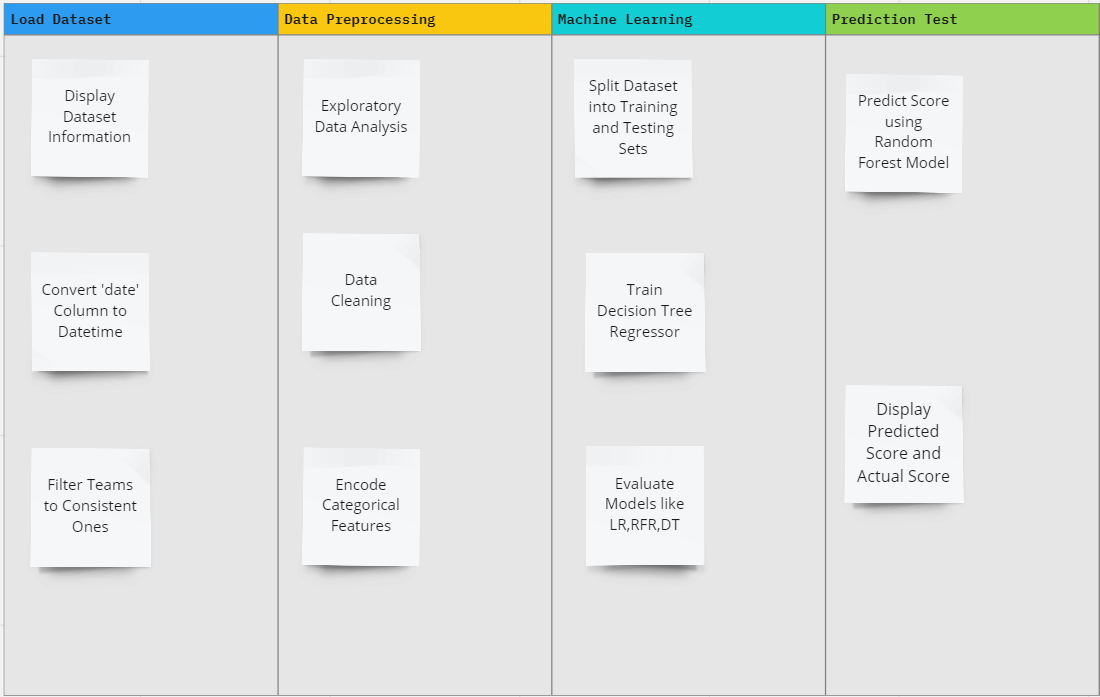 Load Dataset
Data Preprocessing
Machine Learning
Prediction Test
Display
Dataset
Information
Convert 'date'
Column to
Datetime
Filter Teams
to Consistent
Ones
Exploratory
Data Analysis
Data
Cleaning
Encode
Categorical
Features
Split Dataset
into Training
and Testing
Sets
Train
Decision Tree
Regressor
Evaluate
Models like
LR,RFR,DT
Predict Score
using
Random
Forest Model
Display
Predicted
Score and
Actual Score